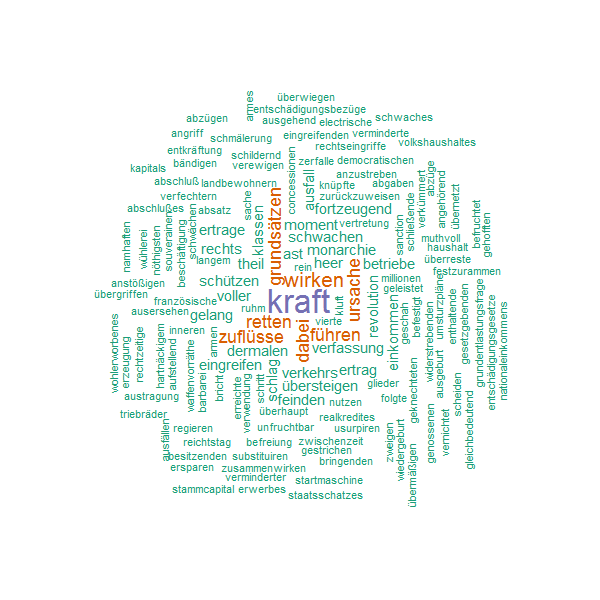 überwiegen
armes
entschädigungsbezüge
abzügen
ausgehend
electrische
schwaches
angriff
schmälerung
eingreifenden
verminderte
rechtseingriffe
volkshaushaltes
entkräftung
schildernd
zerfalle
democratischen
kapitals
bändigen
verewigen
concessionen
anzustreben
abzüge
abschluß
landbewohnern
sache
ausfall
knüpfte
abgaben
verkümmert
angehörend
übernetzt
verfechtern
zurückzuweisen
schließende
abschlußes
absatz
klassen
grundsätzen
fortzeugend
befruchtet
gehofften
namhaften
wühlerei
nöthigsten
souverainen
beschäftigung
schwächen
ertrage
moment
vertretung
sanction
muthvoll
haushalt
rechts
schwachen
monarchie
langem
theil
ast
rein
heer
ursache
betriebe
überreste
festzurammen
anstößigen
schützen
wirken
millionen
geleistet
übergriffen
französische
voller
kraft
revolution
geschah
befestigt
umsturzpläne
enthaltende
gesetzgebenden
grundentlastungsfrage
entschädigungsgesetze
nationaleinkommens
ausersehen
gelang
ruhm
kluft
vierte
einkommen
wohlerworbenes
erzeugung
rechtzeitige
hartnäckigem
aufstellend
inneren
armen
retten
zuflüsse
dabei
führen
widerstrebenden
ausgeburt
waffenvorräthe
barbarei
dermalen
verfassung
bricht
eingreifen
schlag
verkehrs
ertrag
geknechteten
scheiden
austragung
erreichte
verwendung
schritt
übersteigen
glieder
triebräder
feinden
nutzen
folgte
vernichtet
gleichbedeutend
überhaupt
realkredites
genossenen
ausfällen
regieren
unfruchtbar
usurpiren
zweigen
wiedergeburt
übermäßigen
reichtstag
befreiung
zwischenzeit
besitzenden
substituiren
gestrichen
ersparen
zusammenwirken
bringenden
verminderter
startmaschine
stammcapital
erwerbes
staatsschatzes